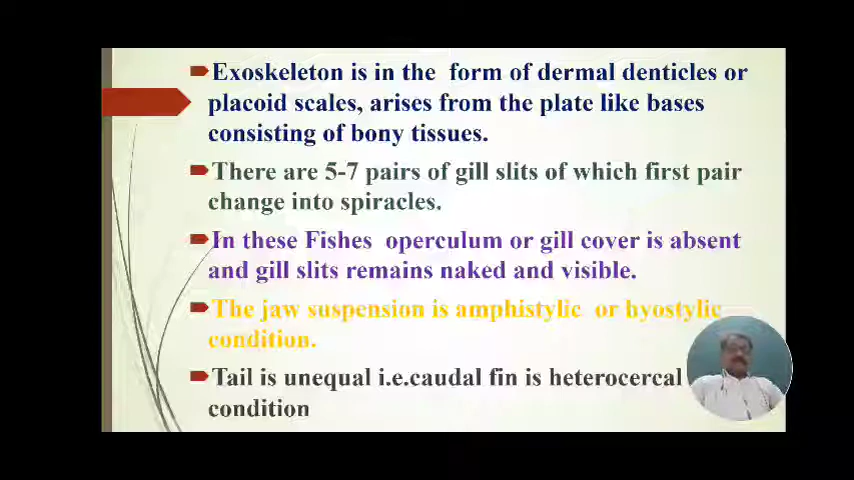 Exoskeleton is in the form of dermal denticles or
placoid scales, arises from the plate like bases
consisting of bony tissues.
There are 5-7 pairs of gill slits of which first pair
change into spiracles.
In these Fishes operculum or gill cover is absent
and gill slits remains naked and visible.
The jaw suspension is amphistylic or hyostylic
condition.
Tail is unequal i.e.caudal fin is heterocercal
condition